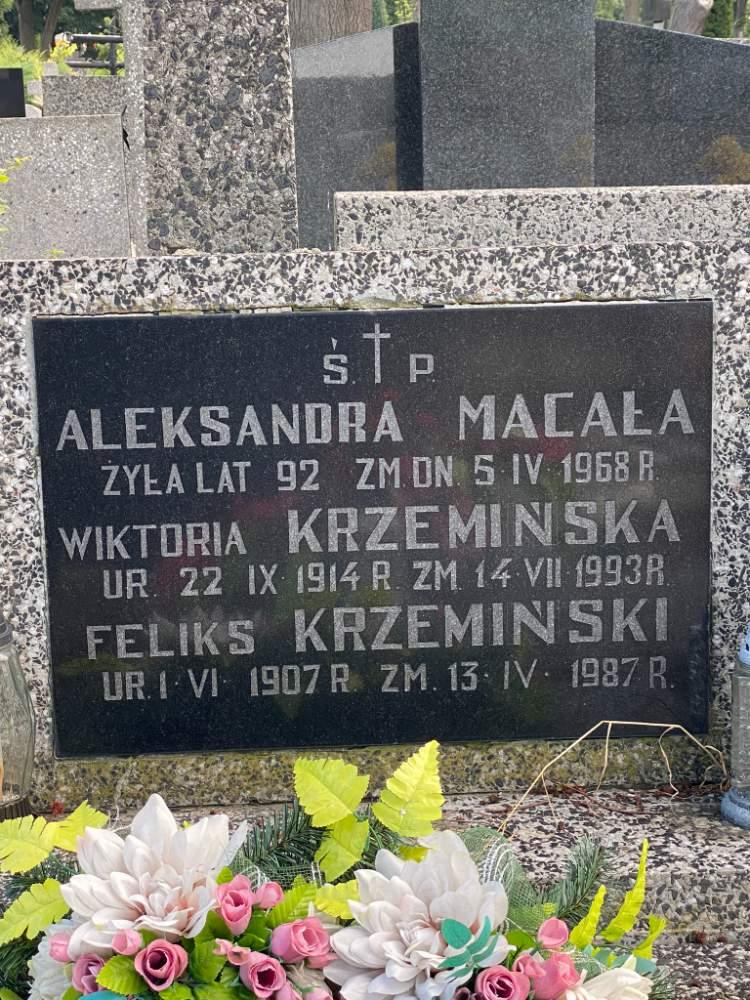 Ś. † P.
ALEKSANDRA MACAŁA
ŻYŁA LAT 92 ZM. DN. 5 IV 1968 R.
WIKTORIA KRZEMIŃSKA
UR. 22 IX 1914 R. ZM. 14 VII 1993 R.
FELIKS KRZEMIŃSKI
UR. 1 VI 1907 R. ZM. 13 IV 1987 R.